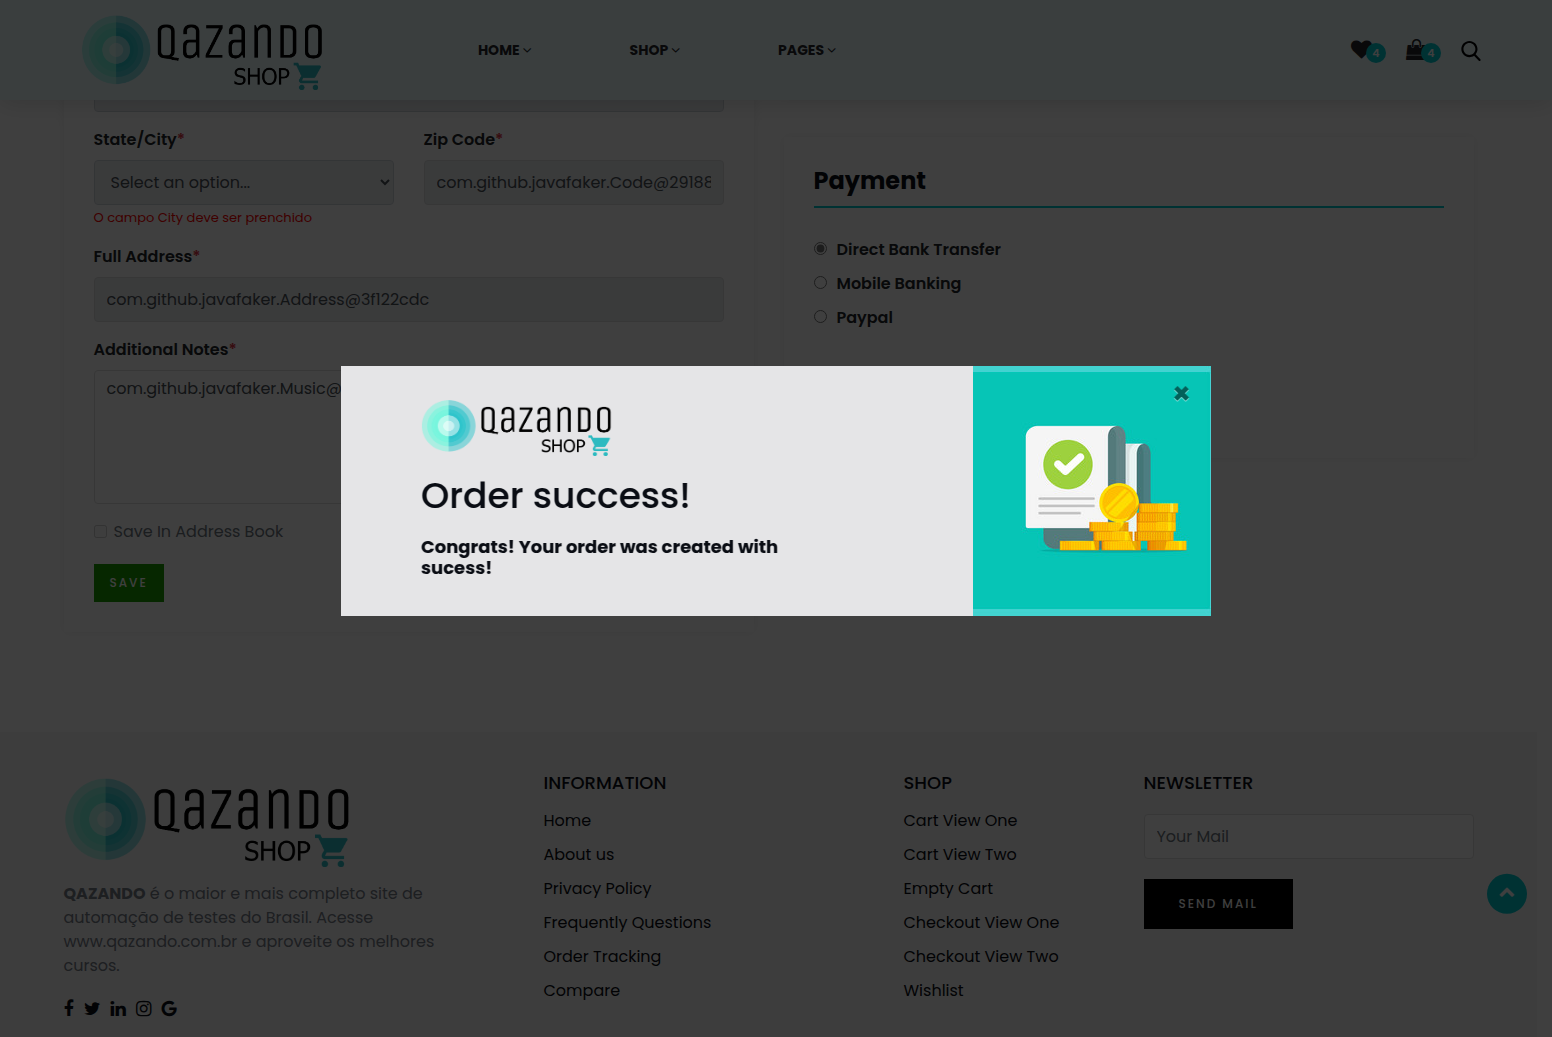 QAZANDO
SHOP
HOME
SHOP
PAGES
4
4
State/City*
Zip Code*
Select an option...
com.github.javafaker.Code@29188
O campo City deve ser prenchido
Full Address*
com.github.javafaker.Address@3f122cdc
Additional Notes*
com.github.javafaker.Music@
Save In Address Book
SAVE
Payment
Direct Bank Transfer
Mobile Banking
Paypal
QAZANDO
SHOP
Order success!
Congrats! Your order was created with
sucess!
QAZANDO
SHOP
QAZANDO é o maior e mais completo site de
automação de testes do Brasil. Acesse
www.qazando.com.br e aproveite os melhores
cursos.
INFORMATION
Home
About us
Privacy Policy
Frequently Questions
Order Tracking
Compare
SHOP
Cart View One
Cart View Two
Empty Cart
Checkout View One
Checkout View Two
Wishlist
NEWSLETTER
Your Mail
SEND MAIL